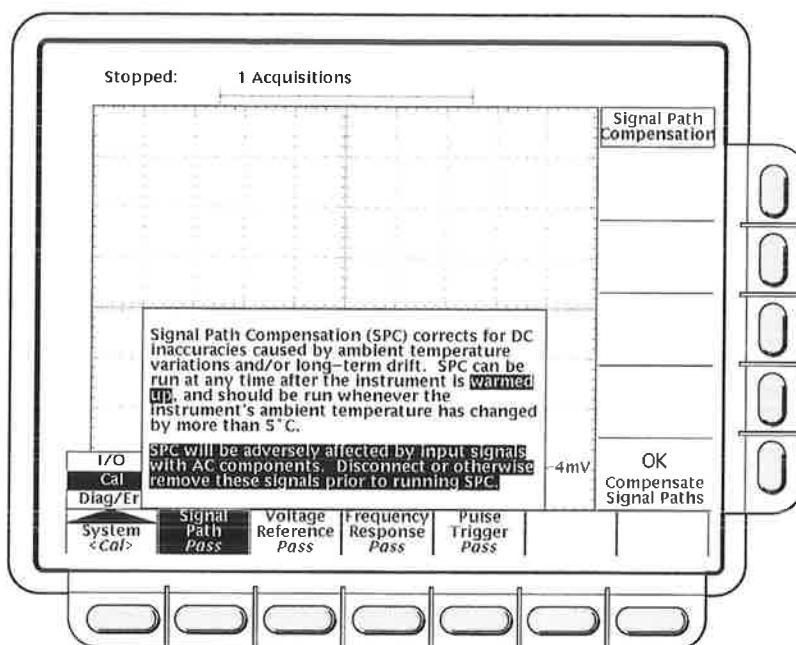 Stopped: 1 Acquisitions
Signal Path
Compensation
Signal Path Compensation (SPC) corrects for DC
inaccuracies caused by ambient temperature
variations and/or long-term drift. SPC can be
run at any time after the instrument is warmed
up, and should be run whenever the
instrument's ambient temperature has changed
by more than 5°C.
SPC will be adversely affected by input signals
with AC components. Disconnect or otherwise
remove these signals prior to running SPC.
-4mV
OK
Compensate
Signal Paths
I/O
Cal
Diag/Er
System
<Cal>
Signal
Path
Pass
Voltage
Reference
Pass
Frequency
Response
Pass
Pulse
Trigger
Pass